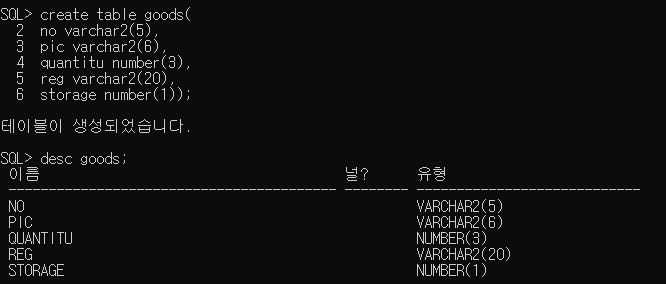 SQL> create table goods(
2 no varchar2(5),
3 pic varchar2(6),
4 quantitu number(3),
5 reg varchar2(20),
6 storage number(1));
테이블이 생성되었습니다.
SQL> desc goods;
이름 널? 유형
----------------------------------------- -------- ----------------------------
NO VARCHAR2(5)
PIC VARCHAR2(6)
QUANTITU NUMBER(3)
REG VARCHAR2(20)
STORAGE NUMBER(1)